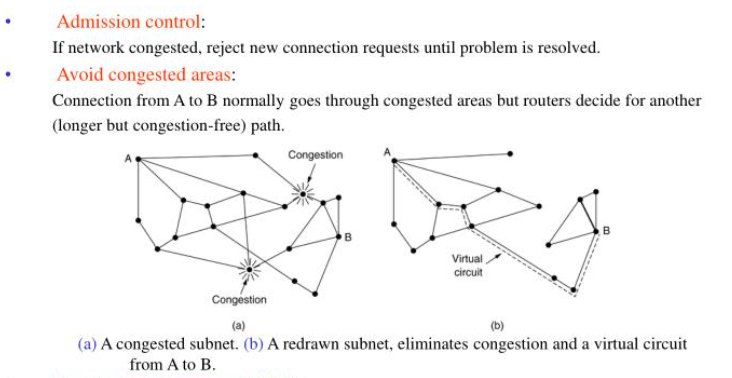 • Admission control:
If network congested, reject new connection requests until problem is resolved.
• Avoid congested areas:
Connection from A to B normally goes through congested areas but routers decide for another
(longer but congestion-free) path.
A
Congestion
B
Congestion
(a)
A
B
Virtual
circuit
(b)
(a) A congested subnet. (b) A redrawn subnet, eliminates congestion and a virtual circuit
from A to B.